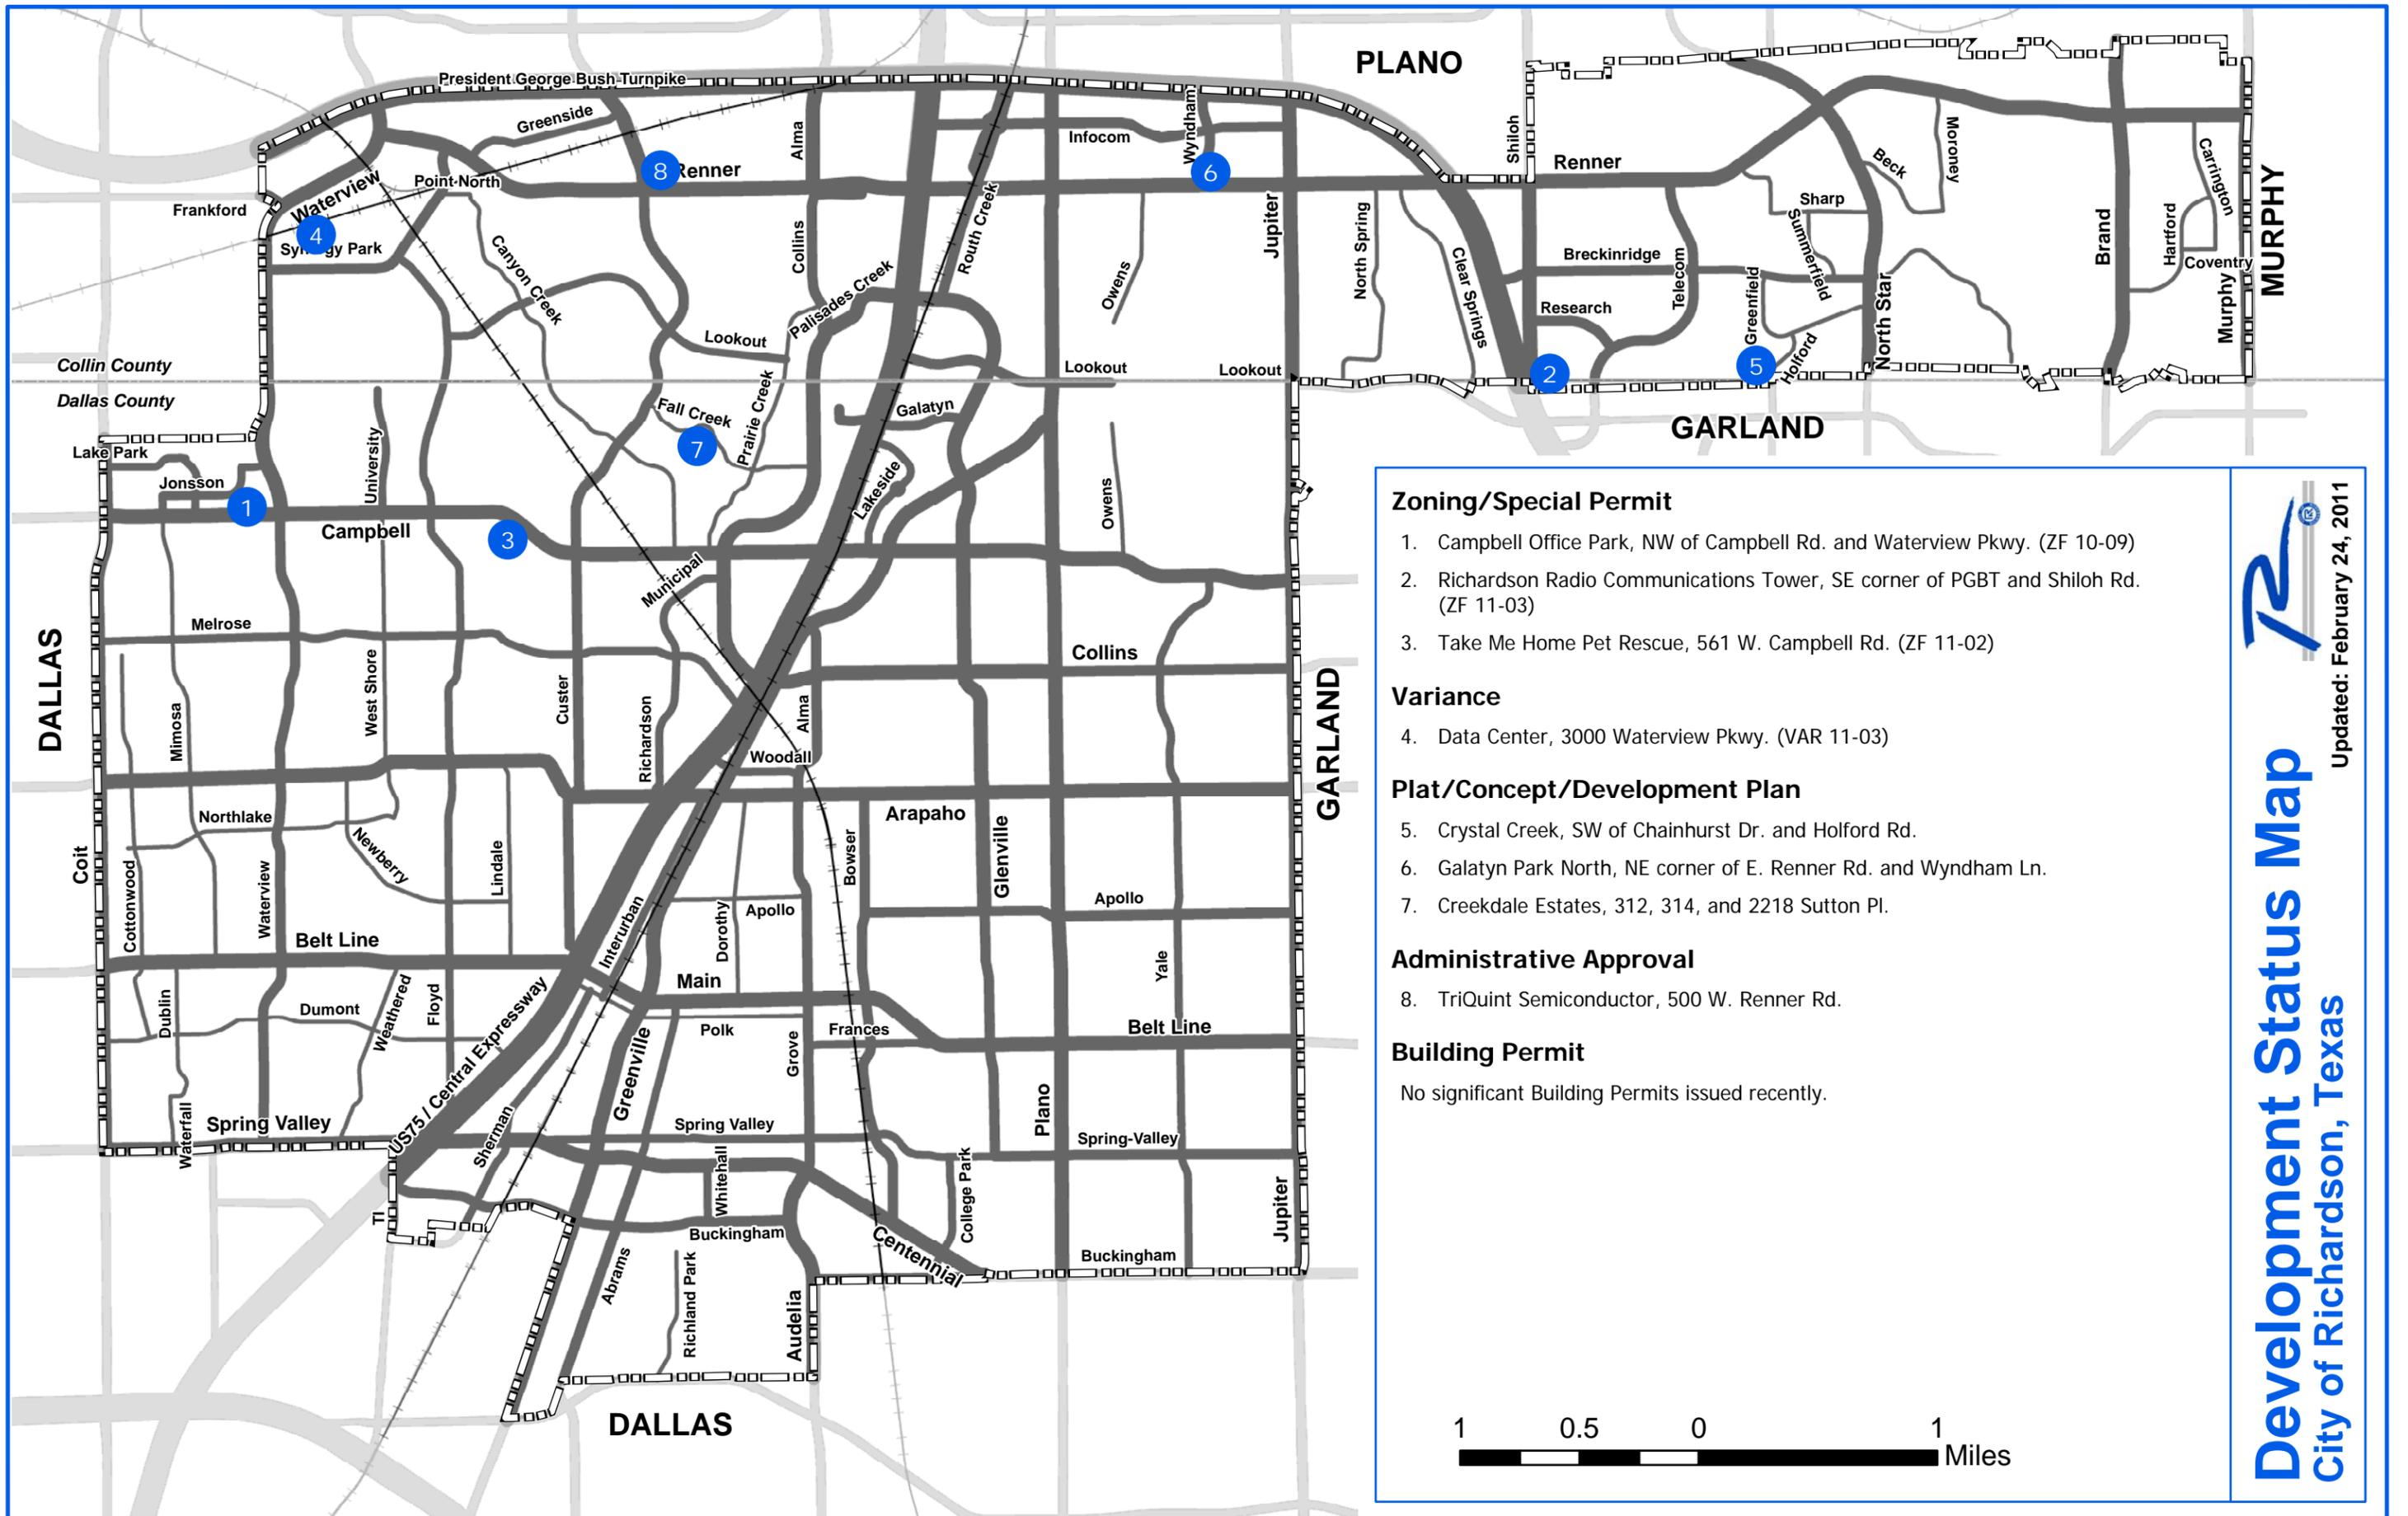 PLANO
President George Bush Turnpike
Greenside
Alma
Infocom
Wyndham
Shiloh
Renner
Renner
Moroney
Beck
Carrington
Point North
Waterview
Frankford
Synergy Park
Canyon Creek
Collins
Routh Creek
Palisades Creek
Owens
Jupiter
North Spring
Clear Springs
Breckinridge
Research
Telecom
Greenfield
Sharp
Summerfield
North Star
Holford
Brand
Hartford
Coventry
Murphy
MURPHY
8
6
4
Lookout
Lookout
Lookout
Collin County
Dallas County
2
5
GARLAND
Fall Creek
Prairie Creek
Galatyn
7
Lake Park
Jonsson
University
Lakeside
Owens
1
Campbell
3
Municipal
DALLAS
Melrose
Collins
Mimosa
West Shore
Custer
Richardson
Alma
Woodall
GARLAND
Northlake
Newberry
Arapaho
Coit
Cottonwood
Waterview
Lindale
Bowser
Glenville
Interurban
Dorothy
Apollo
Apollo
Belt Line
Main
Yale
Dublin
Dumont
Weathered
Floyd
US75 / Central Expressway
Polk
Frances
Belt Line
Greenville
Grove
Plano
Waterfall
Spring Valley
Sherman
Spring Valley
Spring-Valley
Whitehall
College Park
TI
Buckingham
Centennial
Buckingham
Jupiter
Abrams
Richland Park
Audelia
DALLAS
Zoning/Special Permit
1. Campbell Office Park, NW of Campbell Rd. and Waterview Pkwy. (ZF 10-09)
2. Richardson Radio Communications Tower, SE corner of PGBT and Shiloh Rd.
(ZF 11-03)
3. Take Me Home Pet Rescue, 561 W. Campbell Rd. (ZF 11-02)
Variance
4. Data Center, 3000 Waterview Pkwy. (VAR 11-03)
Plat/Concept/Development Plan
5. Crystal Creek, SW of Chainhurst Dr. and Holford Rd.
6. Galatyn Park North, NE corner of E. Renner Rd. and Wyndham Ln.
7. Creekdale Estates, 312, 314, and 2218 Sutton Pl.
Administrative Approval
8. TriQuint Semiconductor, 500 W. Renner Rd.
Building Permit
No significant Building Permits issued recently.
1 0.5 0 1
Miles
Development Status Map
City of Richardson, Texas
Updated: February 24, 2011